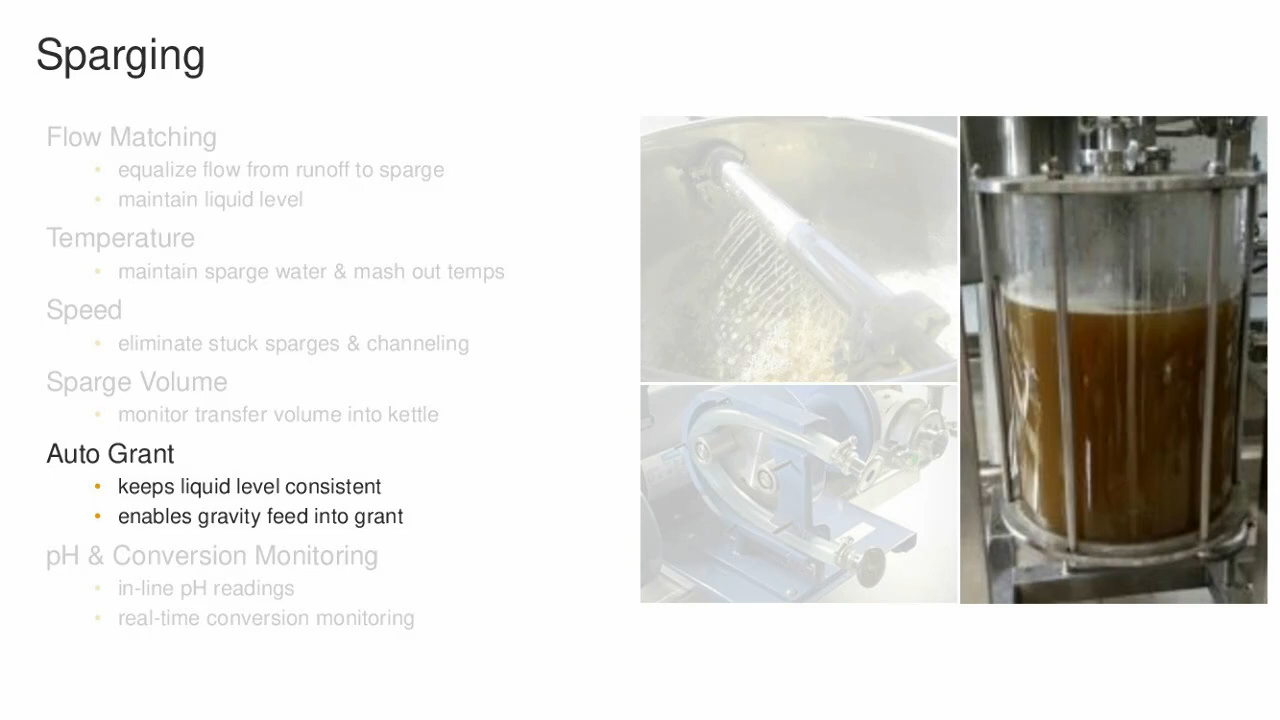 Sparging
Flow Matching
• equalize flow from runoff to sparge
• maintain liquid level
Temperature
• maintain sparge water & mash out temps
Speed
• eliminate stuck sparges & channeling
Sparge Volume
• monitor transfer volume into kettle
Auto Grant
• keeps liquid level consistent
• enables gravity feed into grant
pH & Conversion Monitoring
• in-line pH readings
• real-time conversion monitoring